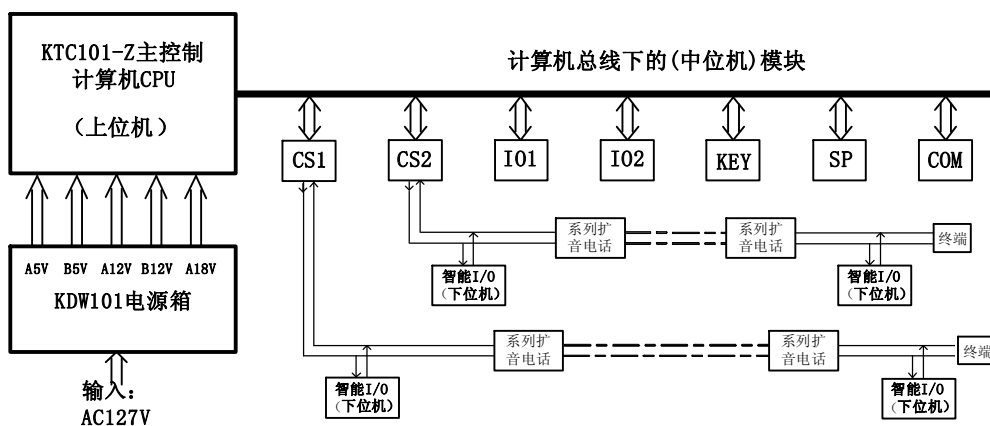 KTC101-Z主控制
计算机CPU
（上位机）
计算机总线下的(中位机)模块
CS1
CS2
IO1
IO2
KEY
SP
COM
A5V
B5V
A12V
B12V
A18V
KDW101电源箱
输入:
AC127V
系列扩
音电话
系列扩
音电话
终端
智能I/O
(下位机)
智能I/O
(下位机)
系列扩
音电话
系列扩
音电话
终端
智能I/O
(下位机)
智能I/O
(下位机)